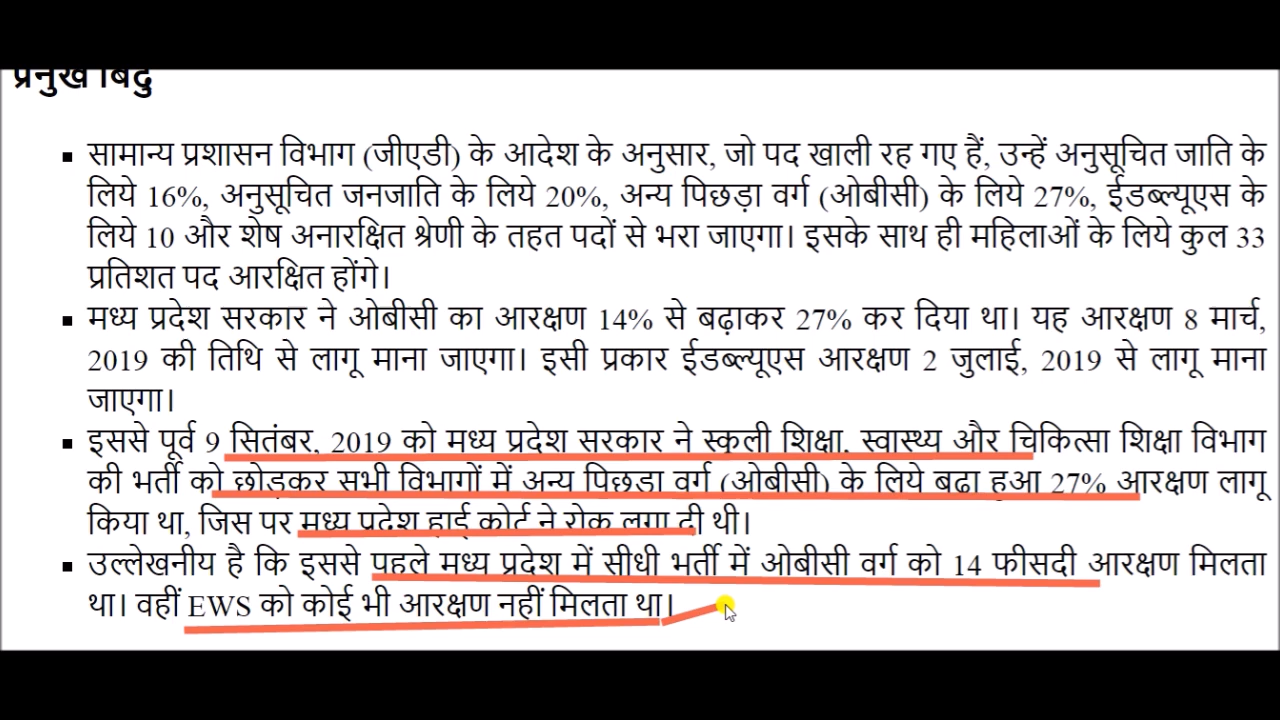 प्रमुख बिंदु
सामान्य प्रशासन विभाग (जीएडी) के आदेश के अनुसार, जो पद खाली रह गए हैं, उन्हें अनुसूचित जाति के
लिये 16%, अनुसूचित जनजाति के लिये 20%, अन्य पिछड़ा वर्ग (ओबीसी) के लिये 27%, ईडब्ल्यूएस के
लिये 10 और शेष अनारक्षित श्रेणी के तहत पदों से भरा जाएगा। इसके साथ ही महिलाओं के लिये कुल 33
प्रतिशत पद आरक्षित होंगे।
मध्य प्रदेश सरकार ने ओबीसी का आरक्षण 14% से बढ़ाकर 27% कर दिया था। यह आरक्षण 8 मार्च,
2019 की तिथि से लागू माना जाएगा। इसी प्रकार ईडब्ल्यूएस आरक्षण 2 जुलाई, 2019 से लागू माना
जाएगा।
इससे पूर्व 9 सितंबर, 2019 को मध्य प्रदेश सरकार ने स्कूली शिक्षा, स्वास्थ्य और चिकित्सा शिक्षा विभाग
की भर्ती को छोड़कर सभी विभागों में अन्य पिछड़ा वर्ग (ओबीसी) के लिये बढ़ा हुआ 27% आरक्षण लागू
किया था, जिस पर मध्य प्रदेश हाई कोर्ट ने रोक लगा दी थी।
उल्लेखनीय है कि इससे पहले मध्य प्रदेश में सीधी भर्ती में ओबीसी वर्ग को 14 फीसदी आरक्षण मिलता
था। वहीं EWS को कोई भी आरक्षण नहीं मिलता था।